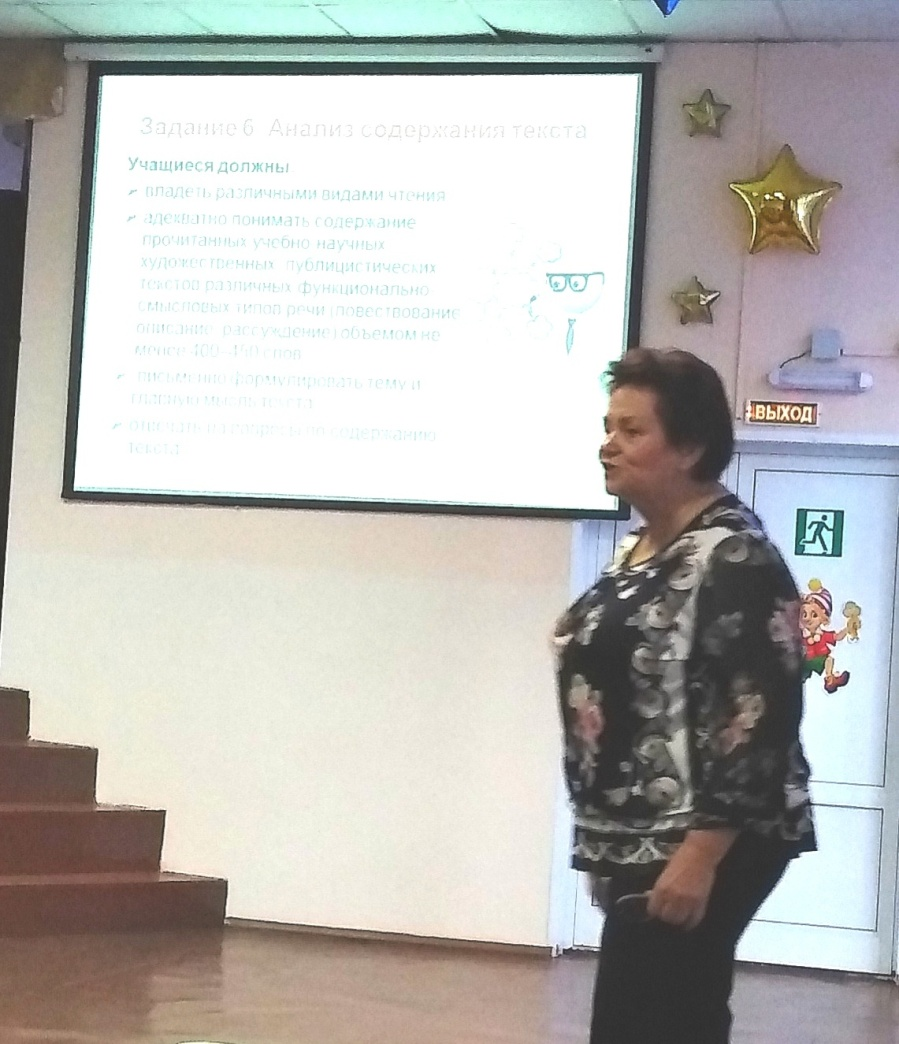 Задание 6 Анализ содержания текста
Учащиеся должны
владеть различными видами чтения
адекватно понимать содержание
прочитанных учебно научных
художественных публицистических
текстов различных функционально
смысловых типов речи (повествование
описание рассуждение) объемом не
менее 400–450 слов
письменно формулировать тему и
главную мысль текста
отвечать на вопросы по содержанию
текста
ВЫХОД